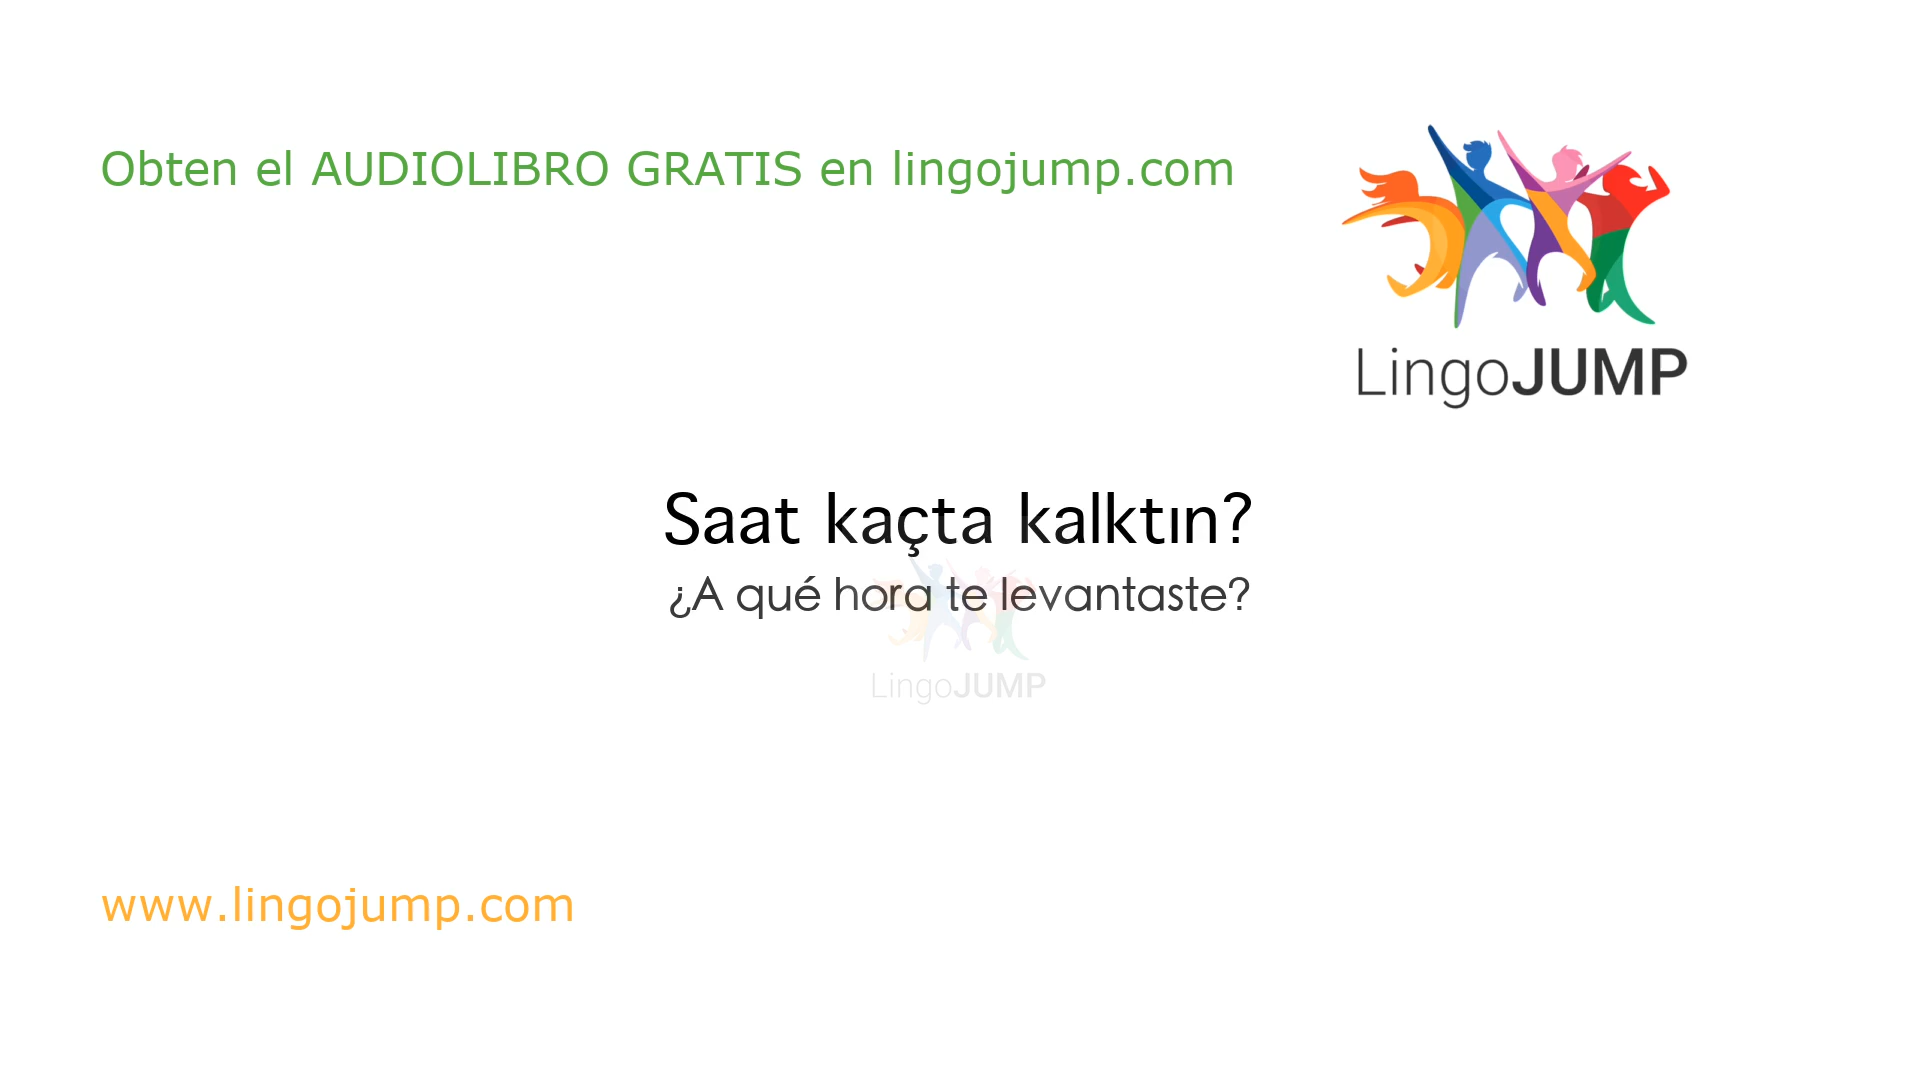 Obten el AUDIOLIBRO GRATIS en lingojump.com
LingoJUMP
Saat kaçta kalktın?
¿A qué hora te levantaste?
LingoJUMP
www.lingojump.com